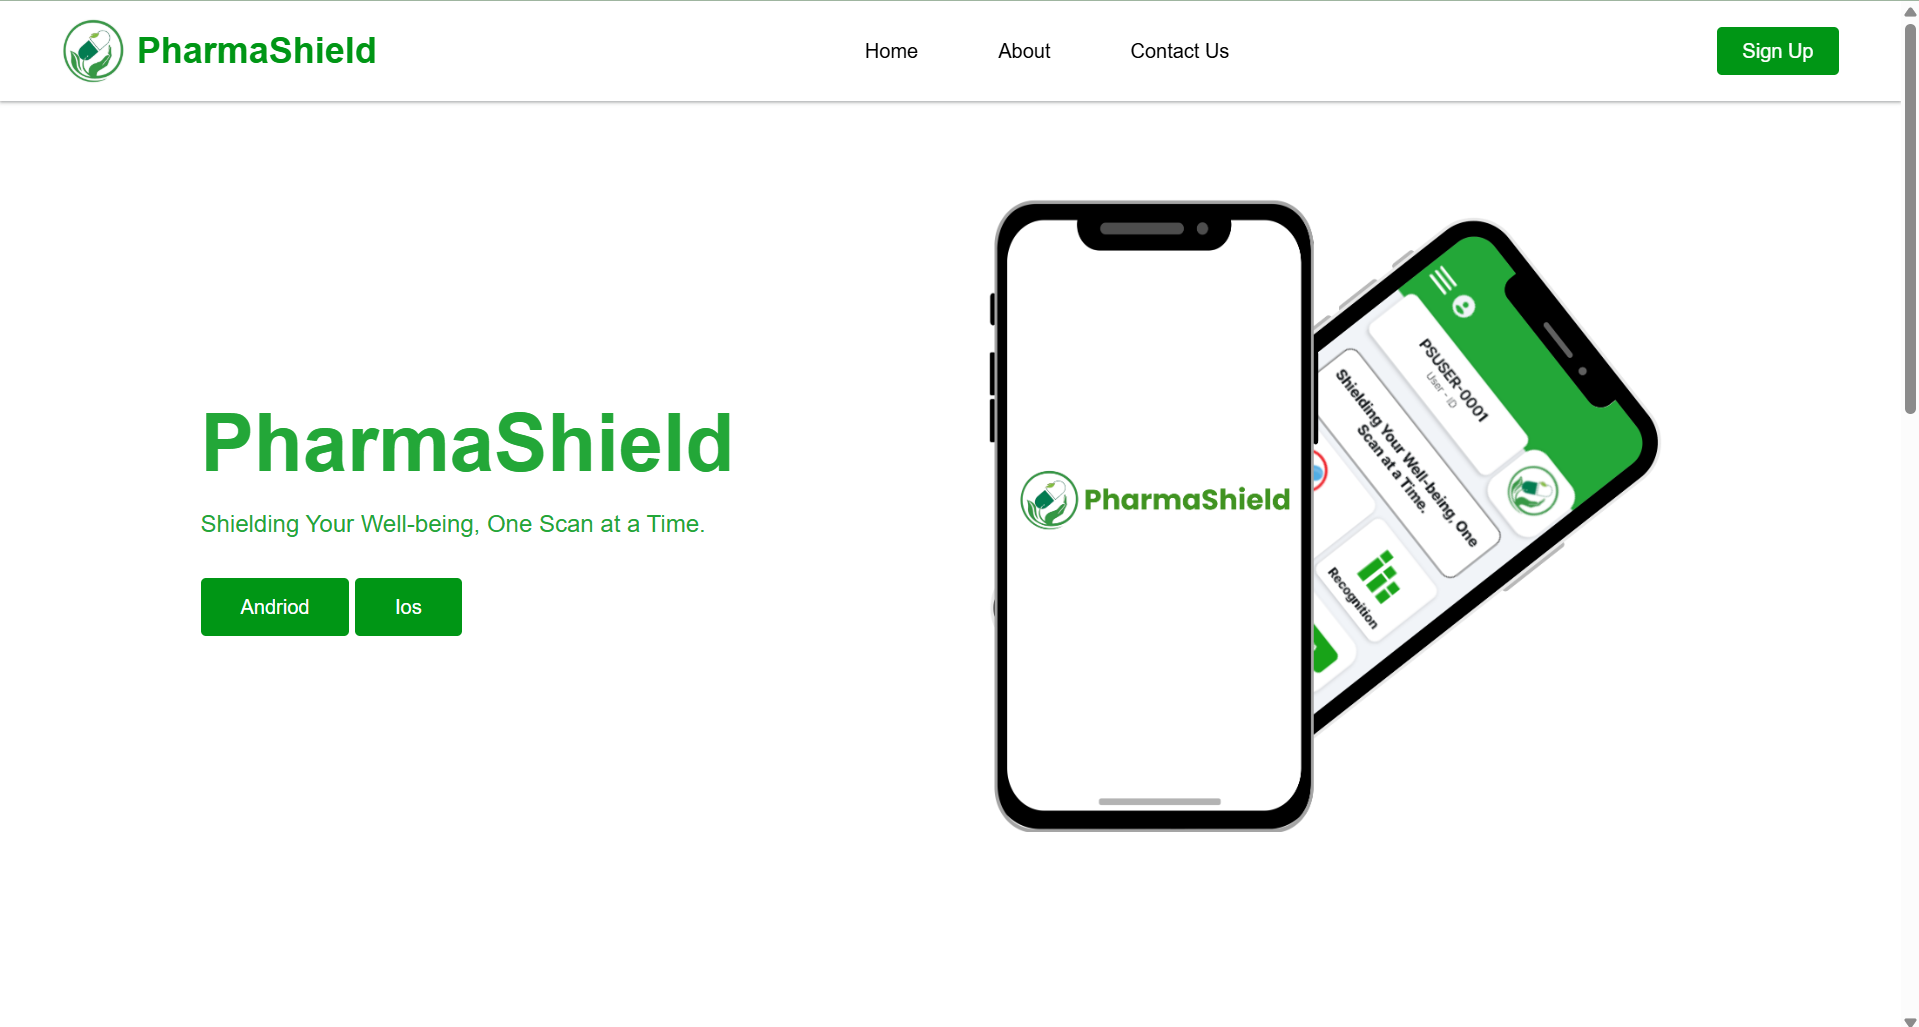 PharmaShield
Home
About
Contact Us
Sign Up
PharmaShield
Shielding Your Well-being, One Scan at a Time.
Andriod
Ios
PharmaShield
PSUSER-0001
User - ID
Shielding Your Well-being, One
Scan at a Time.
Recognition